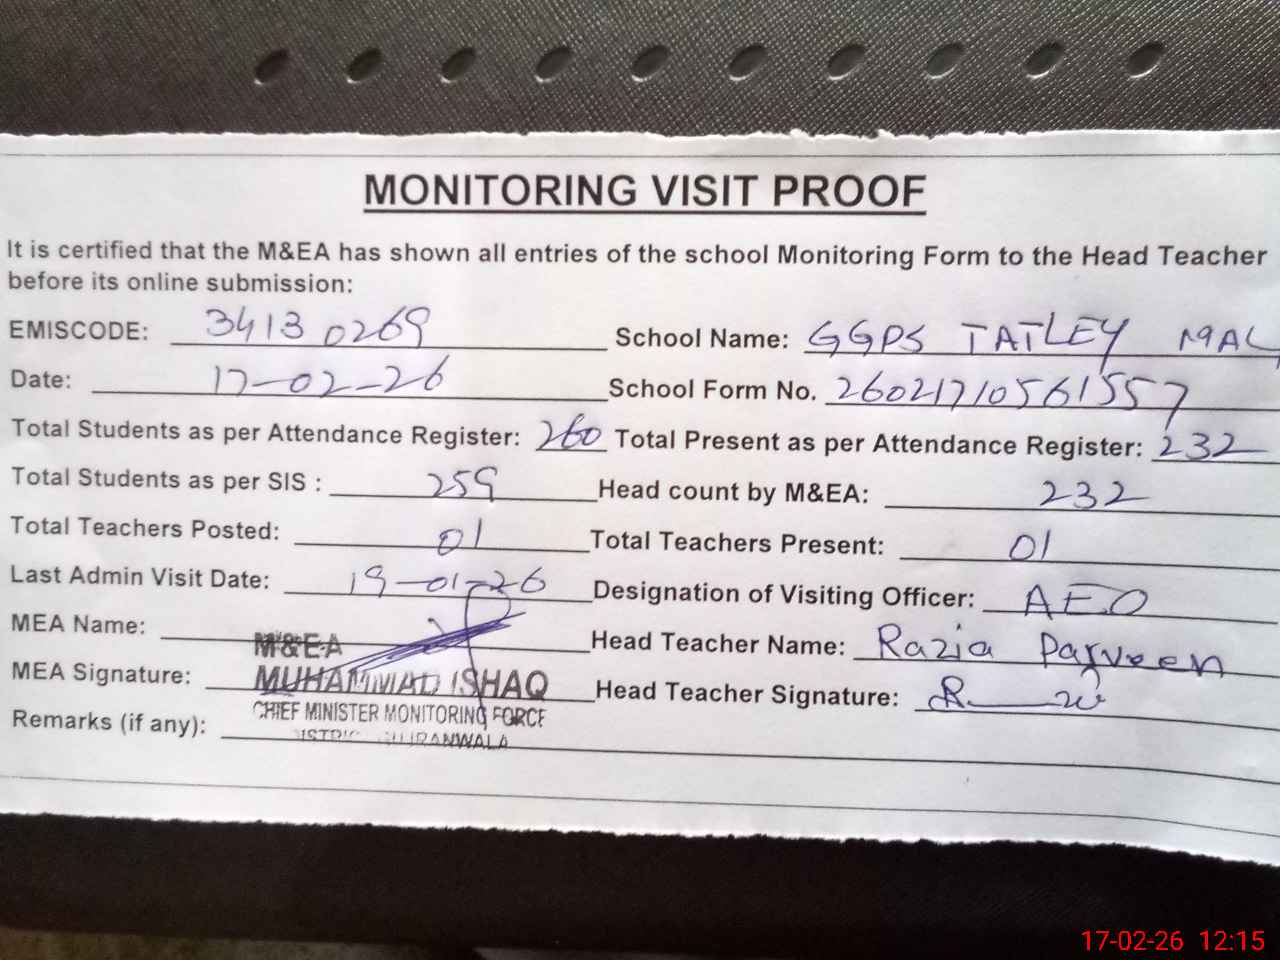 MONITORING VISIT PROOF
It is certified that the M&EA has shown all entries of the school Monitoring Form to the Head Teacher
before its online submission:
EMISCODE: 34130269 School Name: GGPS TATLEY MAL
Date: 17-02-26 School Form No. 26021710561557
Total Students as per Attendance Register: 260 Total Present as per Attendance Register: 232
Total Students as per SIS : 259 Head count by M&EA: 232
Total Teachers Posted: 01 Total Teachers Present: 01
Last Admin Visit Date: 19-01-26 Designation of Visiting Officer: AEO
MEA Name: M&EA Head Teacher Name: Razia Parveen
MEA Signature: MUHAMMAD ISHAQ Head Teacher Signature:
CHIEF MINISTER MONITORING FORCE
Remarks (if any): GUJRANWALA
17-02-26 12:15